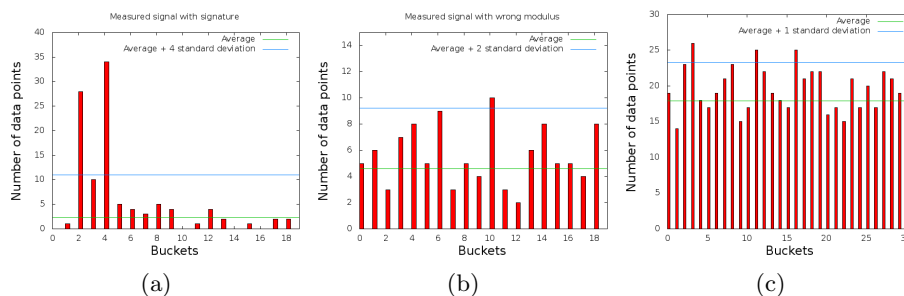 Measured signal with signature
Average
Average + 4 standard deviation
Number of data points
40
35
30
25
20
15
10
5
0
0 2 4 6 8 10 12 14 16 18
Buckets
(a)
Measured signal with wrong modulus
Average
Average + 2 standard deviation
Number of data points
14
12
10
8
6
4
2
0
0 2 4 6 8 10 12 14 16 18
Buckets
(b)
Average
Average + 1 standard deviation
Number of data points
30
25
20
15
10
5
0
0 5 10 15 20 25 30
Buckets
(c)